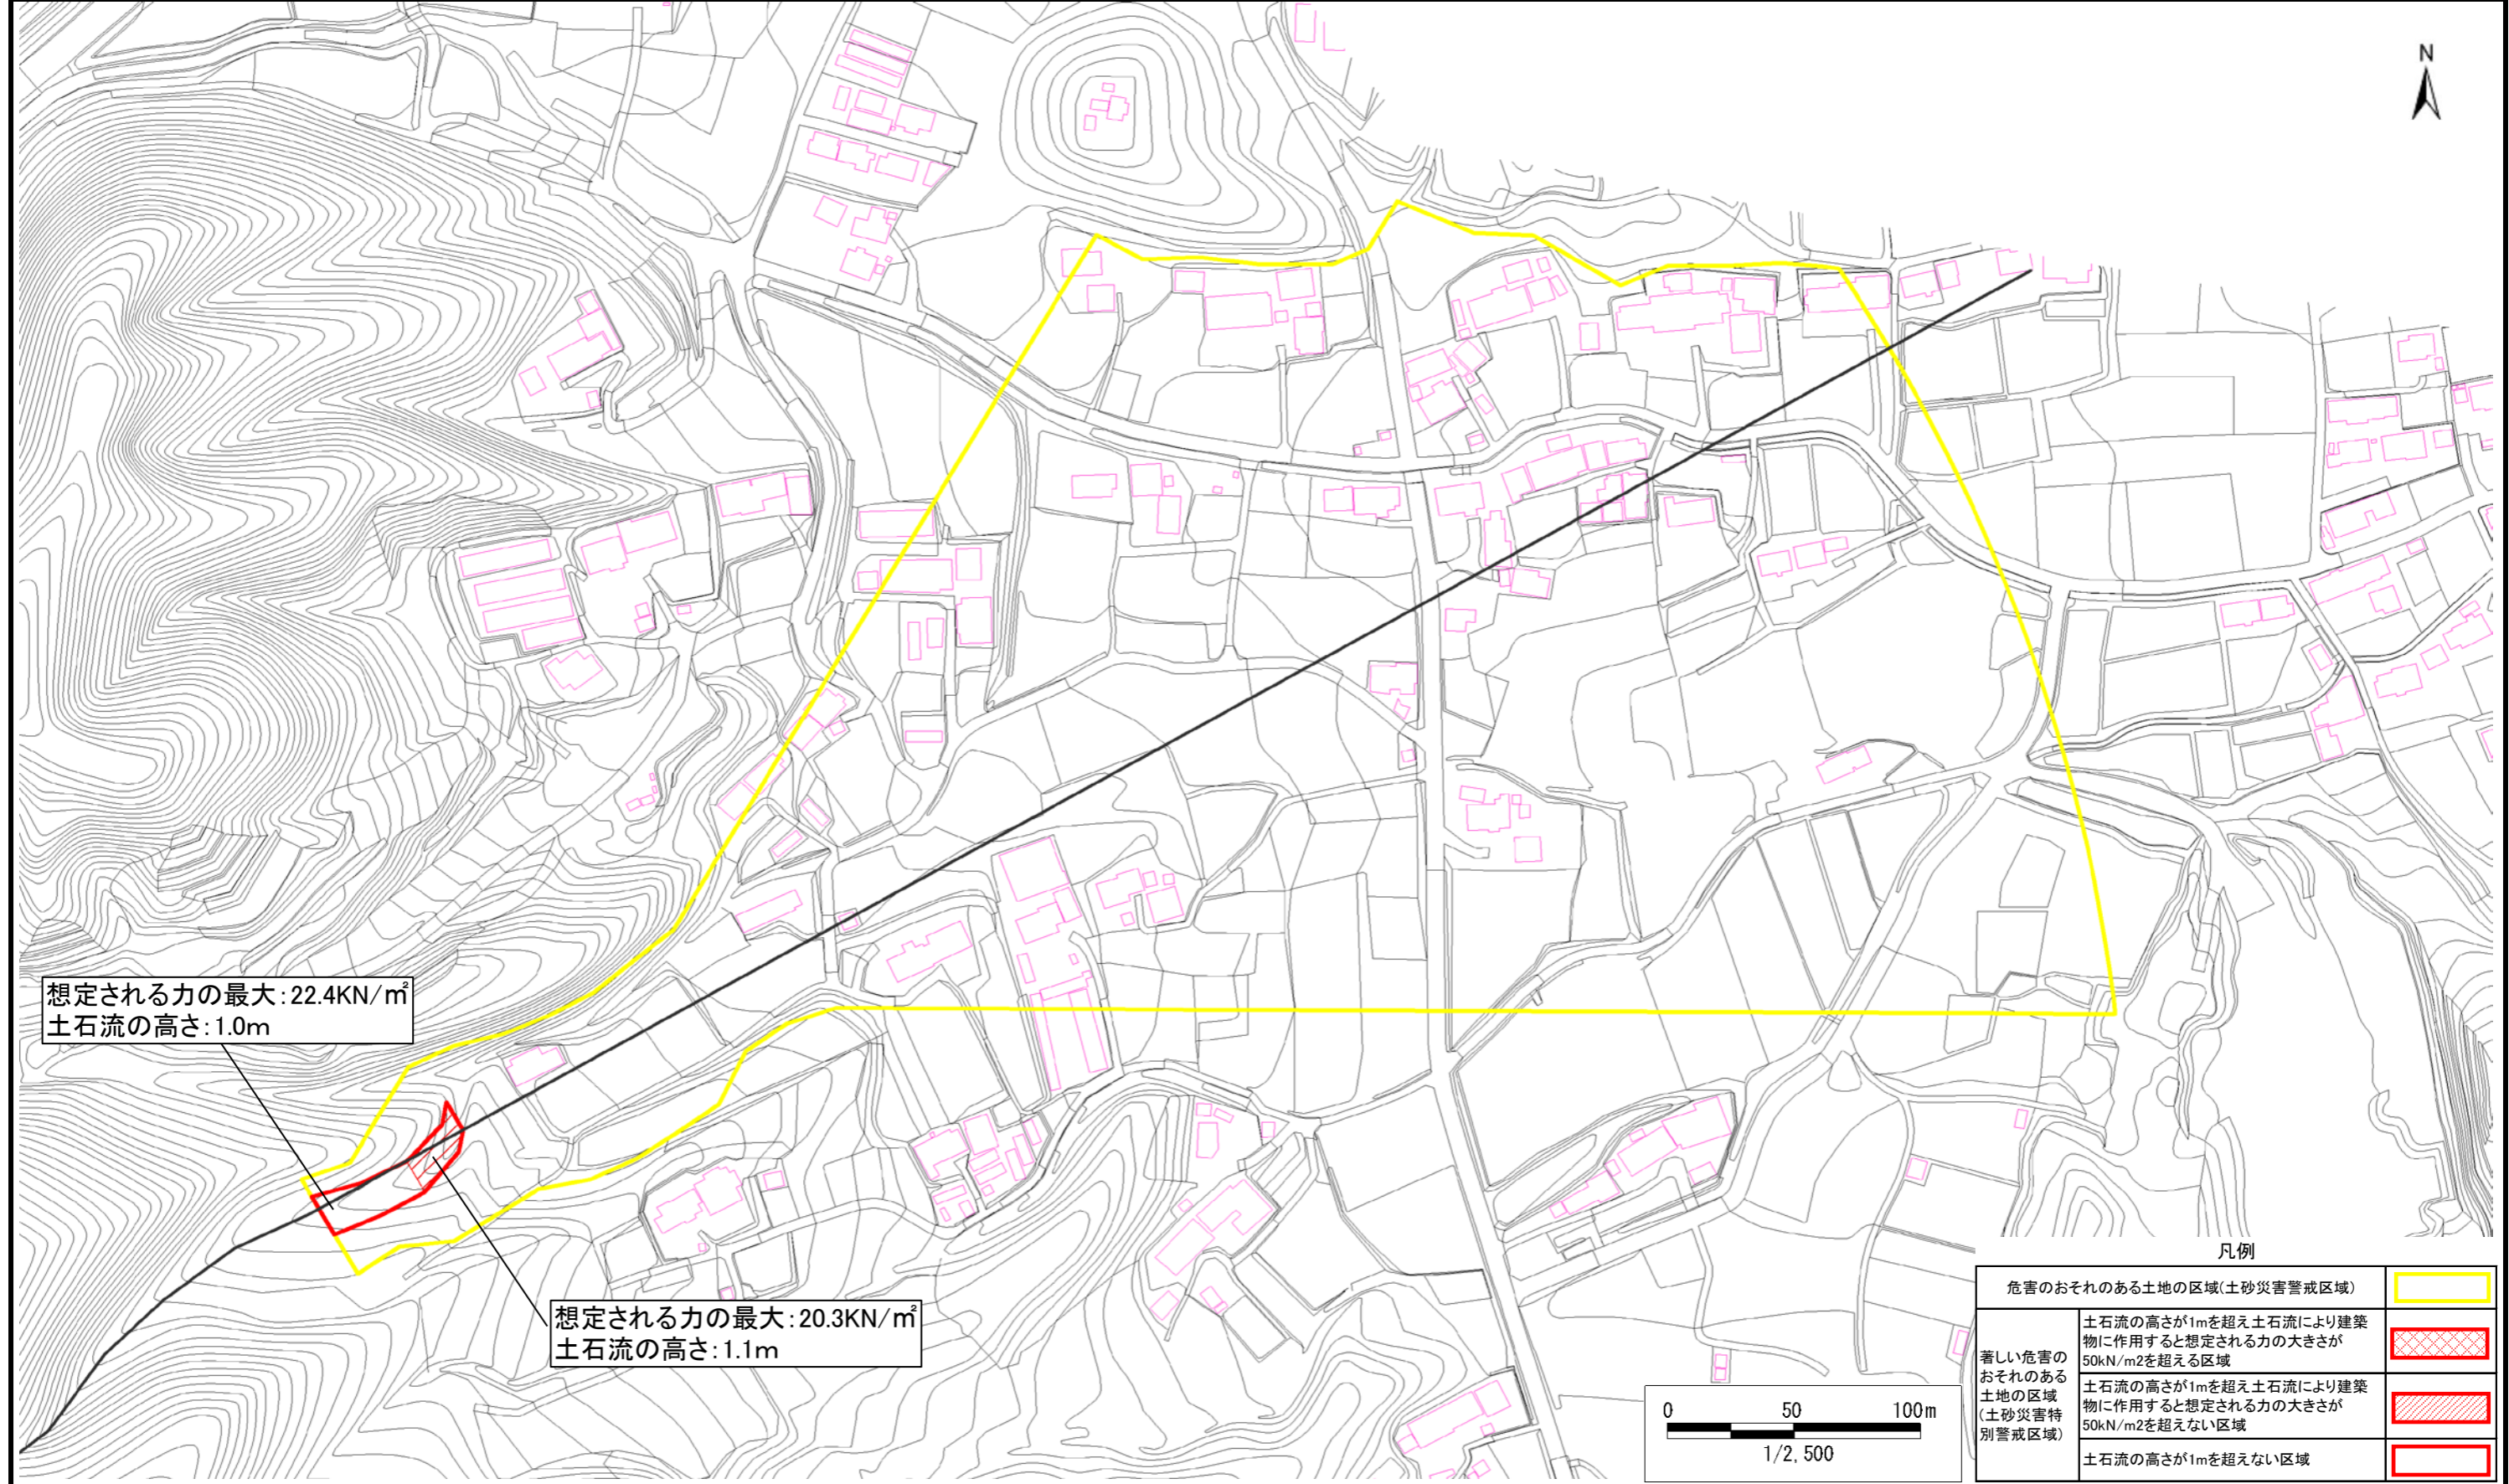 N
想定される力の最大:22.4KN/㎡
土石流の高さ:1.0m
想定される力の最大:20.3KN/㎡
土石流の高さ:1.1m
凡例
危害のおそれのある土地の区域(土砂災害警戒区域)
著しい危害の
おそれのある
土地の区域
(土砂災害特
別警戒区域)
土石流の高さが1mを超え土石流により建築
物に作用すると想定される力の大きさが
50kN/m2を超える区域
土石流の高さが1mを超え土石流により建築
物に作用すると想定される力の大きさが
50kN/m2を超えない区域
土石流の高さが1mを超えない区域
0 50 100m
1/2,500